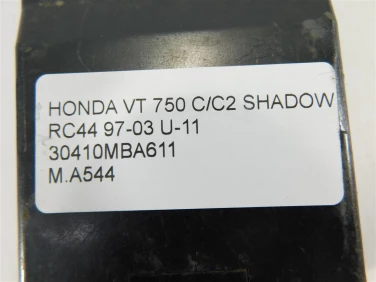 HONDA VT 750 C/C2 SHADOW
RC44 97-03 U-11
30410MBA611
M.A544